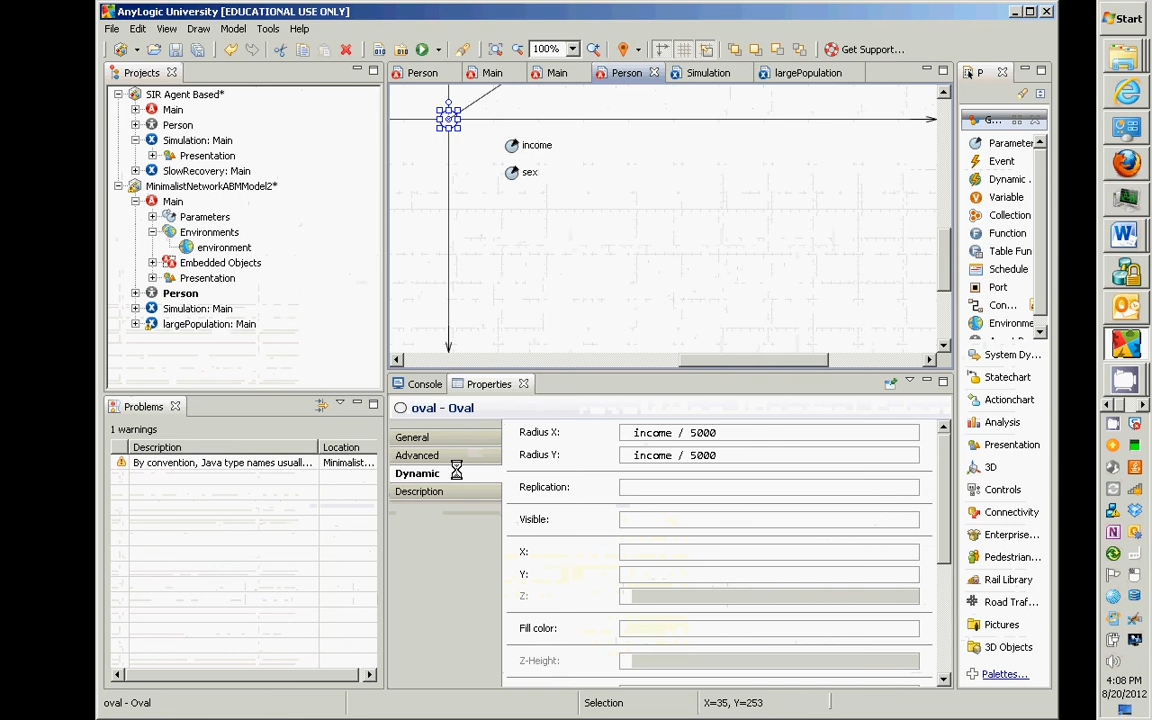 AnyLogic University [EDUCATIONAL USE ONLY]
Start
File Edit View Draw Model Tools Help
100% Get Support...
Projects
Person Main Main Person Simulation largePopulation
P
SIR Agent Based*
Main
Person
Simulation: Main
Presentation
SlowRecovery: Main
MinimalistNetworkABMModel2*
Main
Parameters
Environments
environment
Embedded Objects
Presentation
Person
Simulation: Main
largePopulation: Main
income
sex
G...
Parameter
Event
Dynamic .
Variable
Collection
Function
Table Fun
Schedule
Port
Con...
Environme
System Dy...
Statechart
Actionchart
Analysis
Presentation
3D
Controls
Connectivity
Enterprise...
Pedestrian...
Rail Library
Road Traf...
Pictures
3D Objects
Palettes...
Problems
1 warnings
Description Location
By convention, Java type names usuall... Minimalist...
Console Properties
oval - Oval
General
Advanced
Dynamic
Description
Radius X: income / 5000
Radius Y: income / 5000
Replication:
Visible:
X:
Y:
Z:
Fill color:
Z-Height:
oval - Oval Selection X=35, Y=253
4:08 PM
8/20/2012